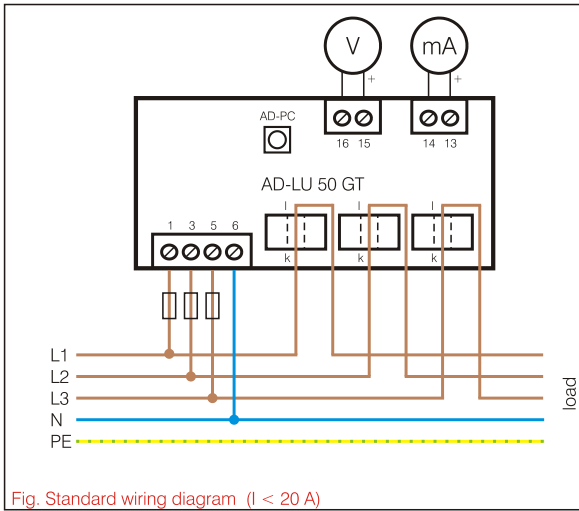 V mA
+ +
AD-PC
16 15 14 13
AD-LU 50 GT
1 3 5 6 l l l
k k k
L1
L2
L3
N
PE
load
Fig. Standard wiring diagram (I < 20 A)